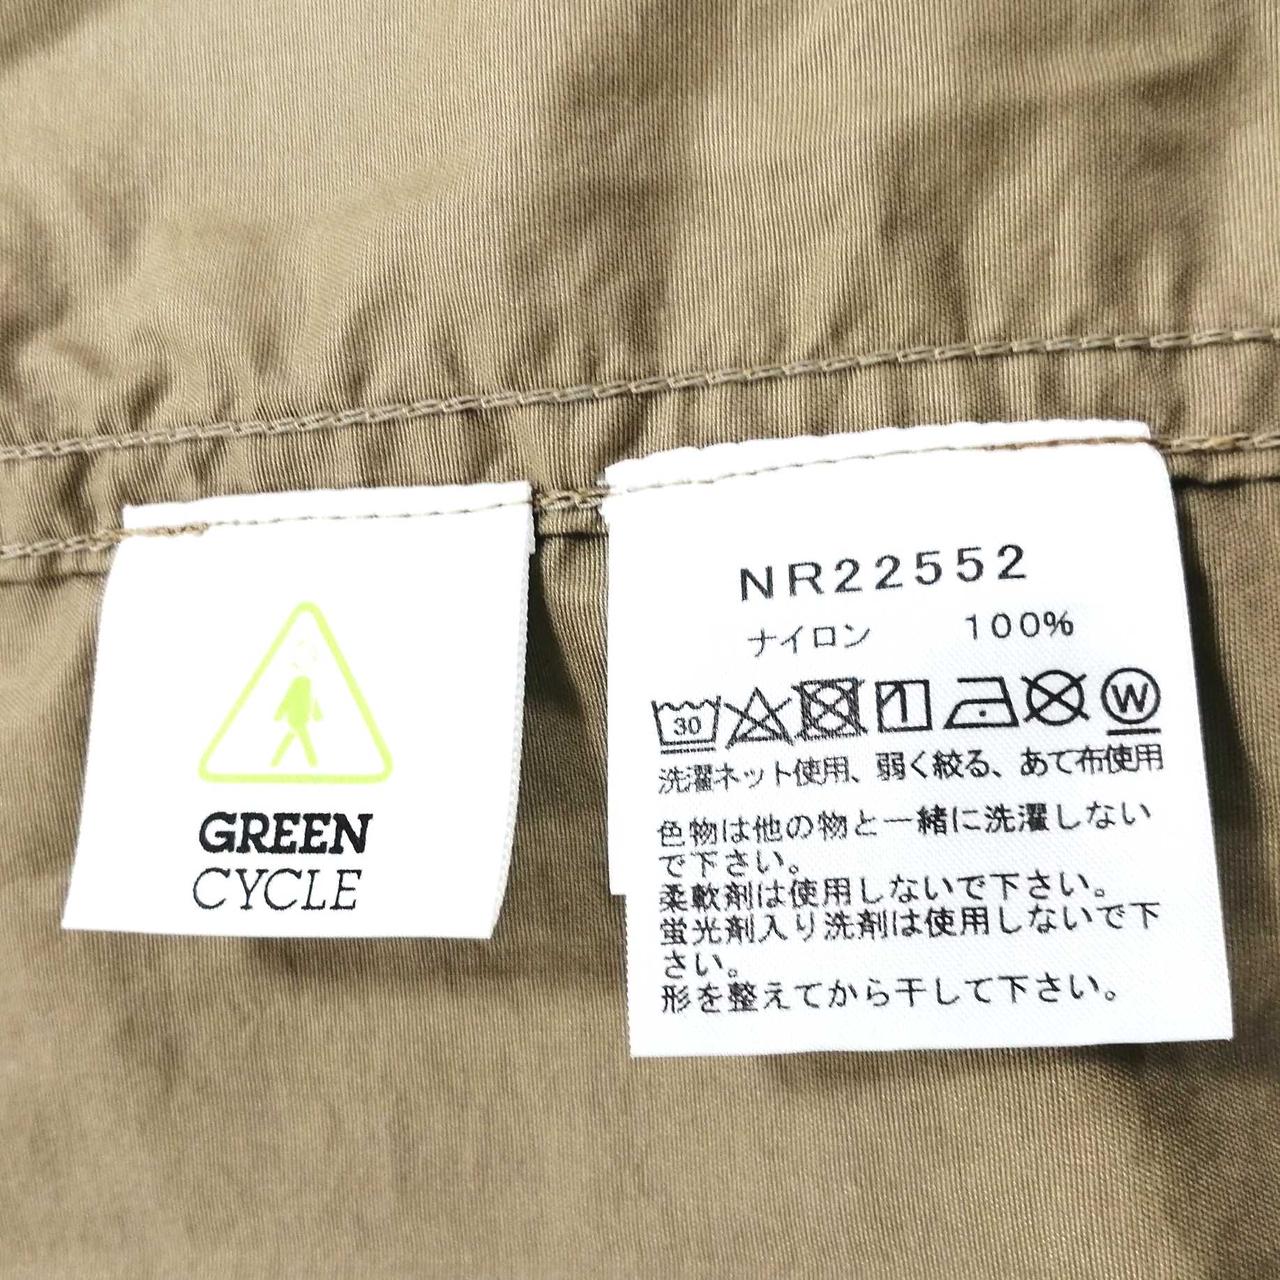 GREEN
CYCLE
NR22552
ナイロン 100%
30 W
洗濯ネット使用、弱く絞る、あて布使用
色物は他の物と一緒に洗濯しない
で下さい。
柔軟剤は使用しないで下さい。
蛍光剤入り洗剤は使用しないで下
さい。
形を整えてから干して下さい。